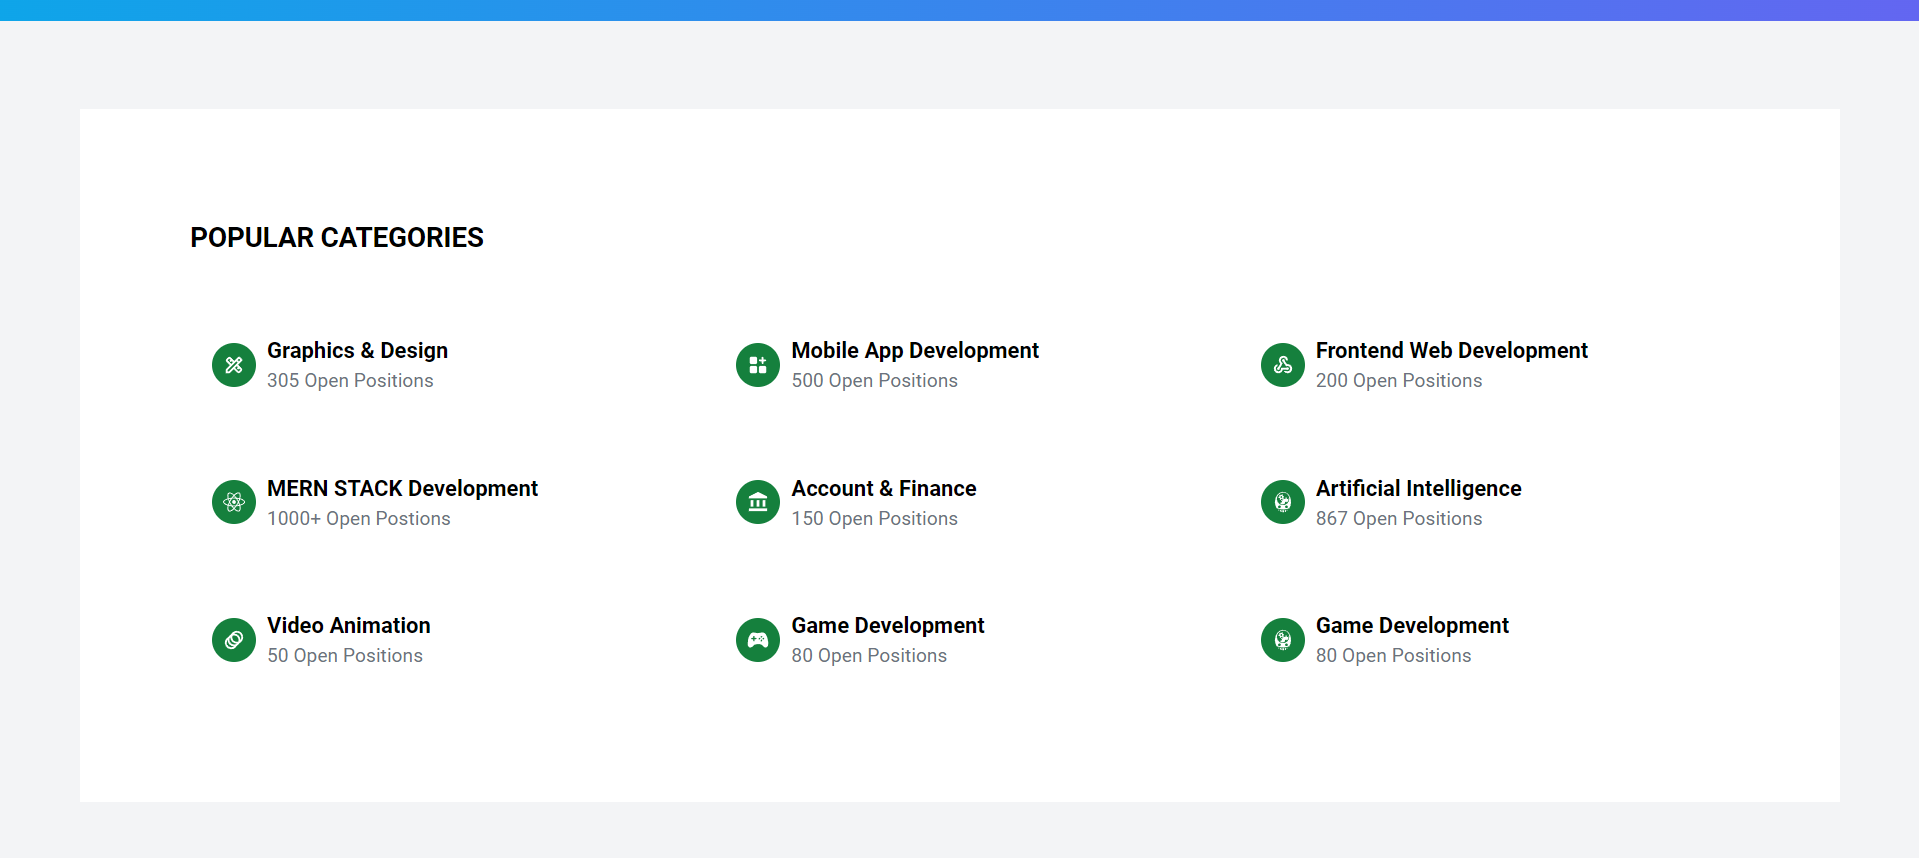 POPULAR CATEGORIES
Graphics & Design
305 Open Positions
Mobile App Development
500 Open Positions
Frontend Web Development
200 Open Positions
MERN STACK Development
1000+ Open Postions
Account & Finance
150 Open Positions
Artificial Intelligence
867 Open Positions
Video Animation
50 Open Positions
Game Development
80 Open Positions
Game Development
80 Open Positions